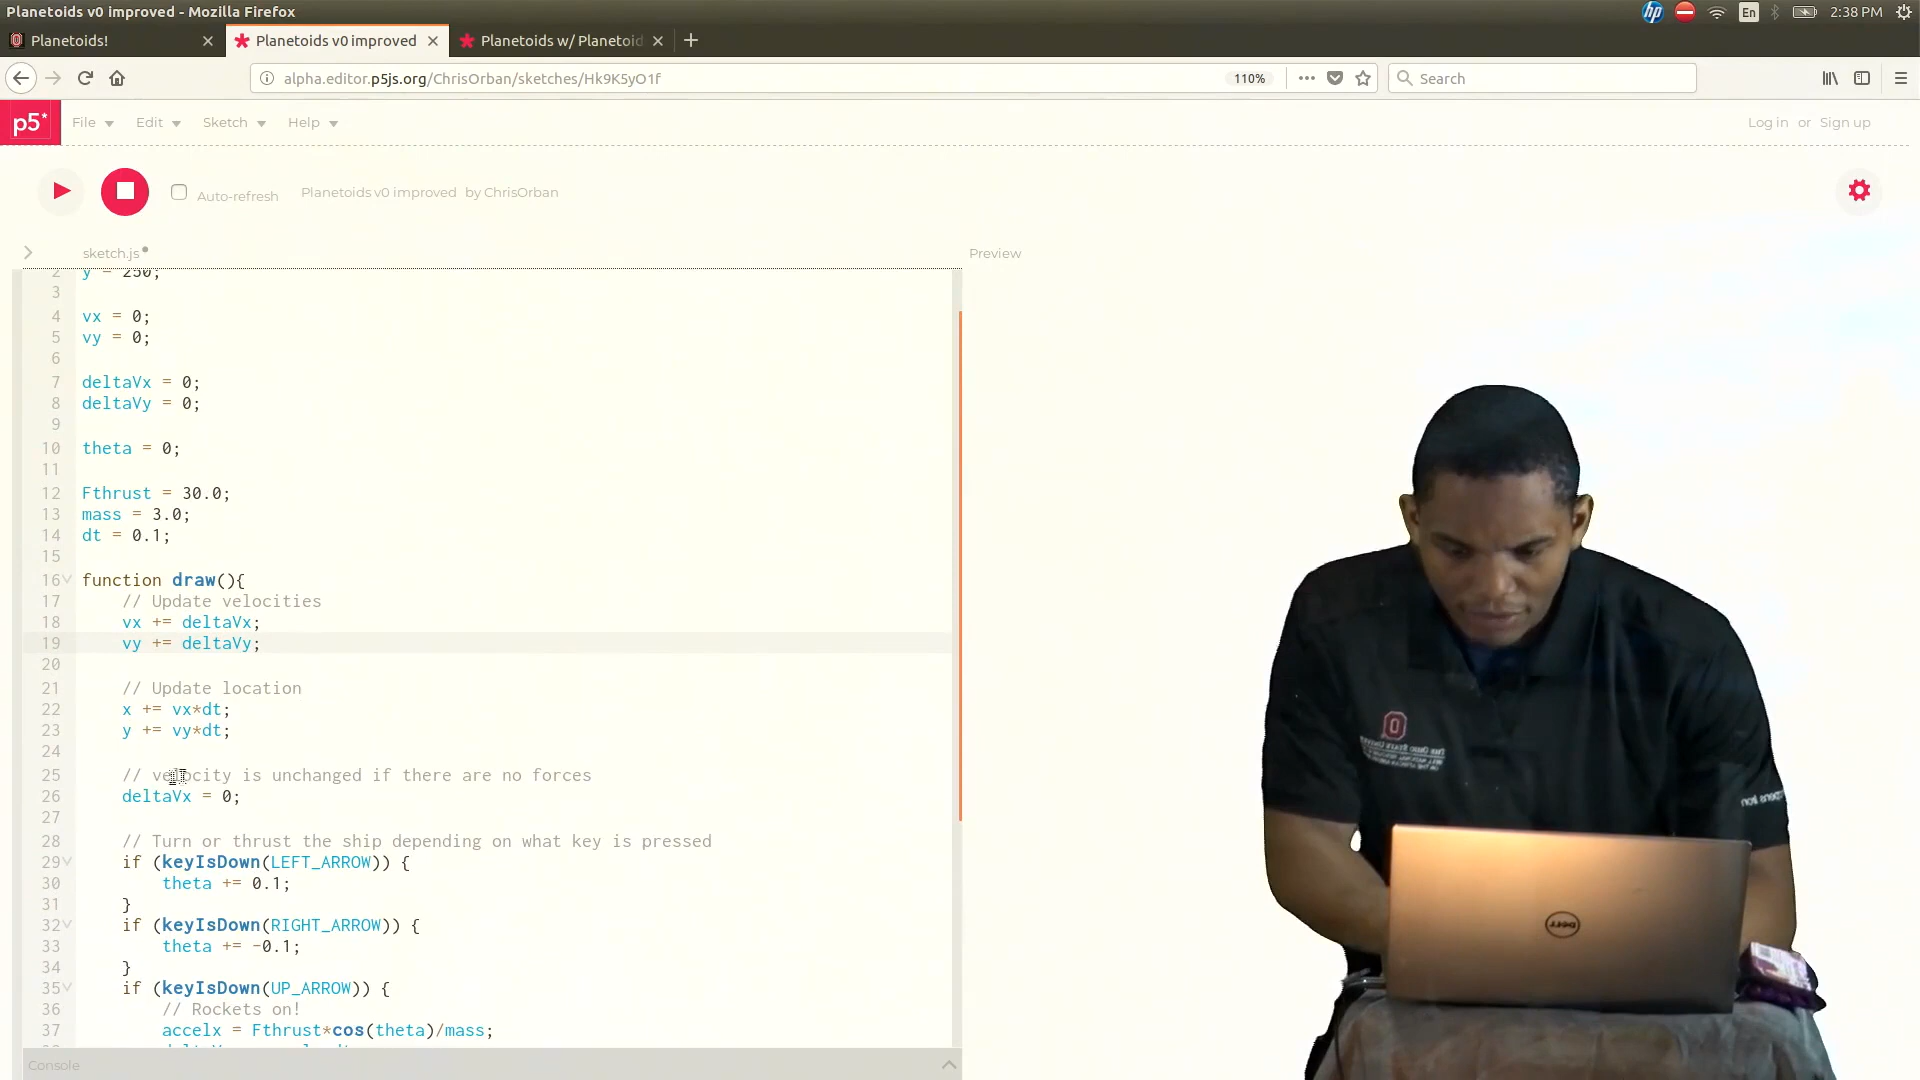 Planetoids v0 improved - Mozilla Firefox
hp
En
2:38 PM
Planetoids!
Planetoids v0 improved
Planetoids w/ Planetoid
alpha.editor.p5js.org/ChrisOrban/sketches/Hk9K5yO1f
110%
Search
p5*
File
Edit
Sketch
Help
Log in or Sign up
Auto-refresh
Planetoids v0 improved by ChrisOrban
sketch.js
Preview
2 y = 250;
3
4 vx = 0;
5 vy = 0;
6
7 deltaVx = 0;
8 deltaVy = 0;
9
10 theta = 0;
11
12 Fthrust = 30.0;
13 mass = 3.0;
14 dt = 0.1;
15
16 function draw(){
17 // Update velocities
18 vx += deltaVx;
19 vy += deltaVy;
20
21 // Update location
22 x += vx*dt;
23 y += vy*dt;
24
25 // velocity is unchanged if there are no forces
26 deltaVx = 0;
27
28 // Turn or thrust the ship depending on what key is pressed
29 if (keyIsDown(LEFT_ARROW)) {
30 theta += 0.1;
31 }
32 if (keyIsDown(RIGHT_ARROW)) {
33 theta += -0.1;
34 }
35 if (keyIsDown(UP_ARROW)) {
36 // Rockets on!
37 accelx = Fthrust*cos(theta)/mass;
Console
DELL